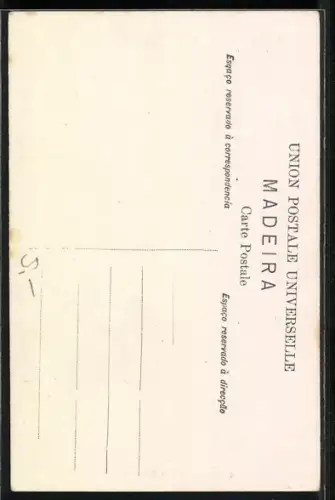 UNION POSTALE UNIVERSELLE
MADEIRA
Carte Postale
Espaço reservado à correspondencia
Espaço reservado à direcção
5,-